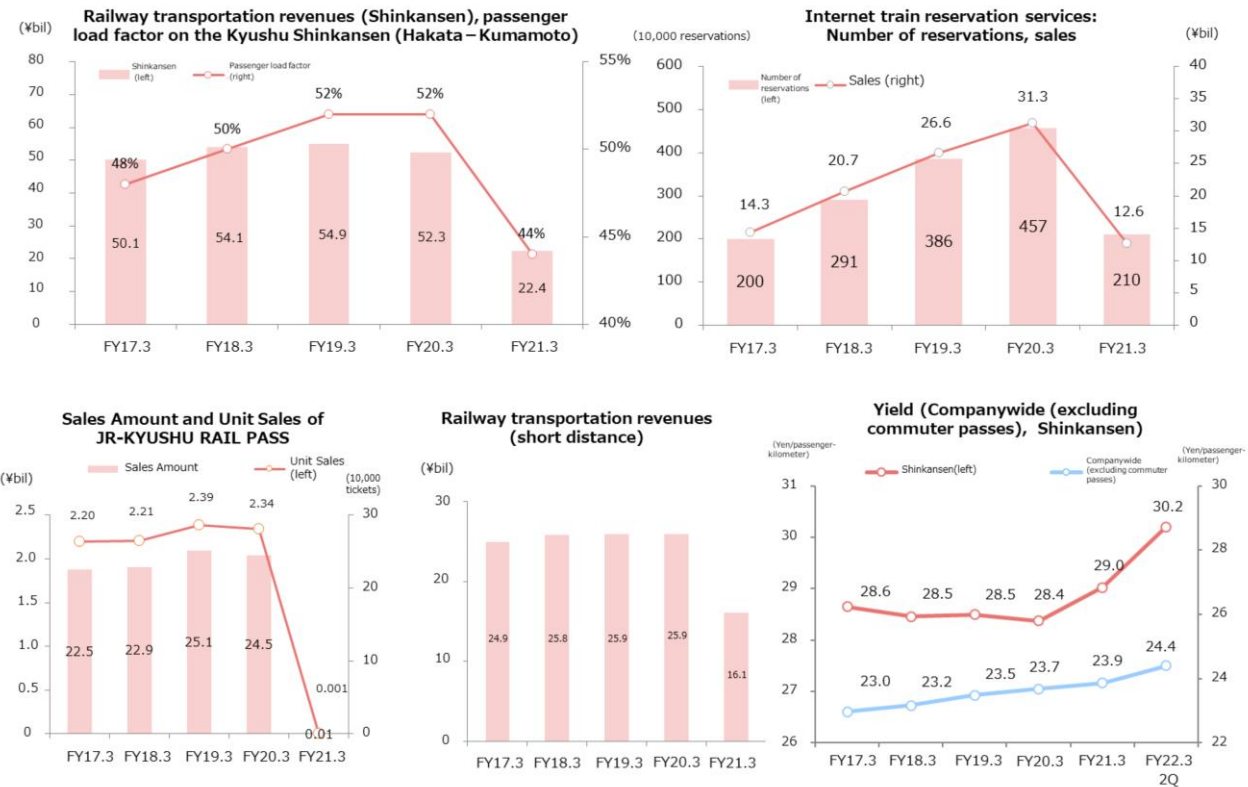 Railway transportation revenues (Shinkansen), passenger
load factor on the Kyushu Shinkansen (Hakata – Kumamoto)
(¥bil)
80
70
60
50
40
30
20
10
0
Shinkansen
(left)
Passenger load factor
(right)
55%
50%
45%
40%
48%
50%
52%
52%
44%
50.1
54.1
54.9
52.3
22.4
FY17.3
FY18.3
FY19.3
FY20.3
FY21.3
Internet train reservation services:
Number of reservations, sales
(10,000 reservations)
(¥bil)
600
500
400
300
200
100
0
Number of
reservations
(left)
Sales (right)
40
35
30
25
20
15
10
5
0
14.3
20.7
26.6
31.3
12.6
200
291
386
457
210
FY17.3
FY18.3
FY19.3
FY20.3
FY21.3
Sales Amount and Unit Sales of
JR-KYUSHU RAIL PASS
Sales Amount
Unit Sales
(left)
(¥bil)
(10,000
tickets)
2.5
2.0
1.5
1.0
0.5
0
30
20
10
0
2.20
2.21
2.39
2.34
0.001
22.5
22.9
25.1
24.5
0.01
FY17.3
FY18.3
FY19.3
FY20.3
FY21.3
Railway transportation revenues
(short distance)
(¥bil)
30
20
10
0
24.9
25.8
25.9
25.9
16.1
FY17.3
FY18.3
FY19.3
FY20.3
FY21.3
Yield (Companywide (excluding
commuter passes), Shinkansen)
(Yen/passenger-
kilometer)
(Yen/passenger-
kilometer)
Shinkansen(left)
Companywide
(excluding commuter
passes)
31
30
29
28
27
26
30
28
26
24
22
28.6
28.5
28.5
28.4
29.0
30.2
23.0
23.2
23.5
23.7
23.9
24.4
FY17.3
FY18.3
FY19.3
FY20.3
FY21.3
FY22.3
2Q